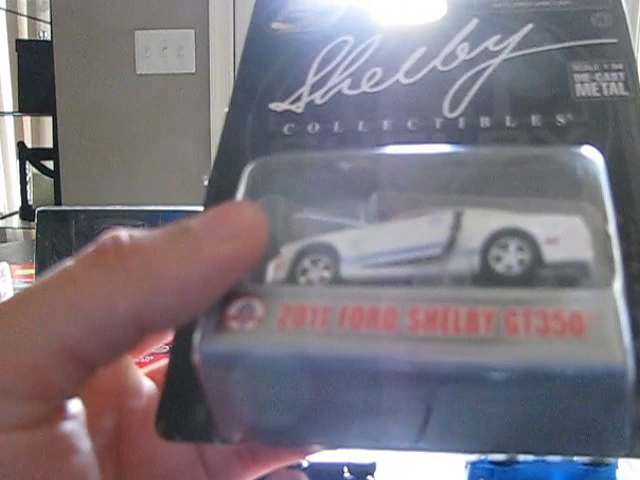 Shelby
COLLECTIBLES
SCALE 1:64
DIE-CAST
METAL
2011 FORD SHELBY GT350